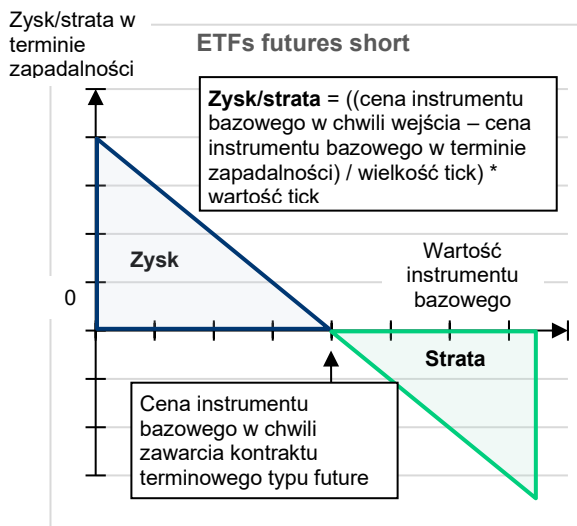 Zysk/strata w
terminie
zapadalności
ETFs futures short
Zysk/strata = ((cena instrumentu
bazowego w chwili wejścia – cena
instrumentu bazowego w terminie
zapadalności) / wielkość tick) *
wartość tick
Zysk
Wartość
instrumentu
bazowego
0
Strata
Cena instrumentu
bazowego w chwili
zawarcia kontraktu
terminowego typu future